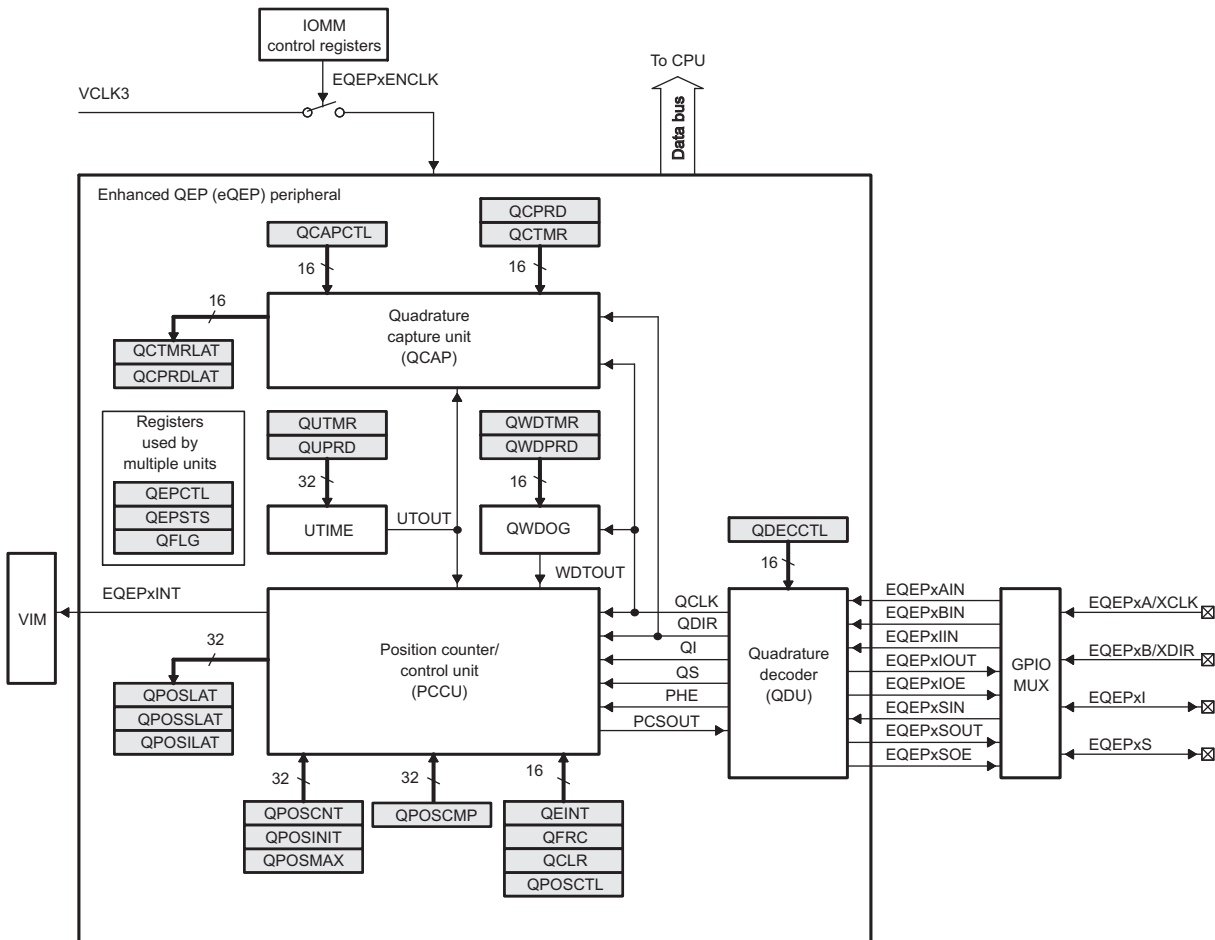 IOMM
control registers
EQEPxENCLK
VCLK3
To CPU
Data bus
Enhanced QEP (eQEP) peripheral
QCAPCTL
16
QCPRD
QCTMR
16
16
Quadrature
capture unit
(QCAP)
QCTMRLAT
QCPRDLAT
Registers
used by
multiple units
QEPCTL
QEPSTS
QFLG
QUTMR
QUPRD
32
UTIME
UTOUT
QWDTMR
QWDPRD
16
QWDOG
WDTOUT
QDECCTL
16
VIM
EQEPxINT
32
QPOSLAT
QPOSSLAT
QPOSILAT
Position counter/
control unit
(PCCU)
QCLK
QDIR
QI
QS
PHE
PCSOUT
Quadrature
decoder
(QDU)
EQEPxAIN
EQEPxBIN
EQEPxIIN
EQEPxIOUT
EQEPxIOE
EQEPxSIN
EQEPxSOUT
EQEPxSOE
GPIO
MUX
EQEPxA/XCLK
EQEPxB/XDIR
EQEPxI
EQEPxS
32
QPOSCNT
QPOSINIT
QPOSMAX
32
QPOSCMP
16
QEINT
QFRC
QCLR
QPOSCTL